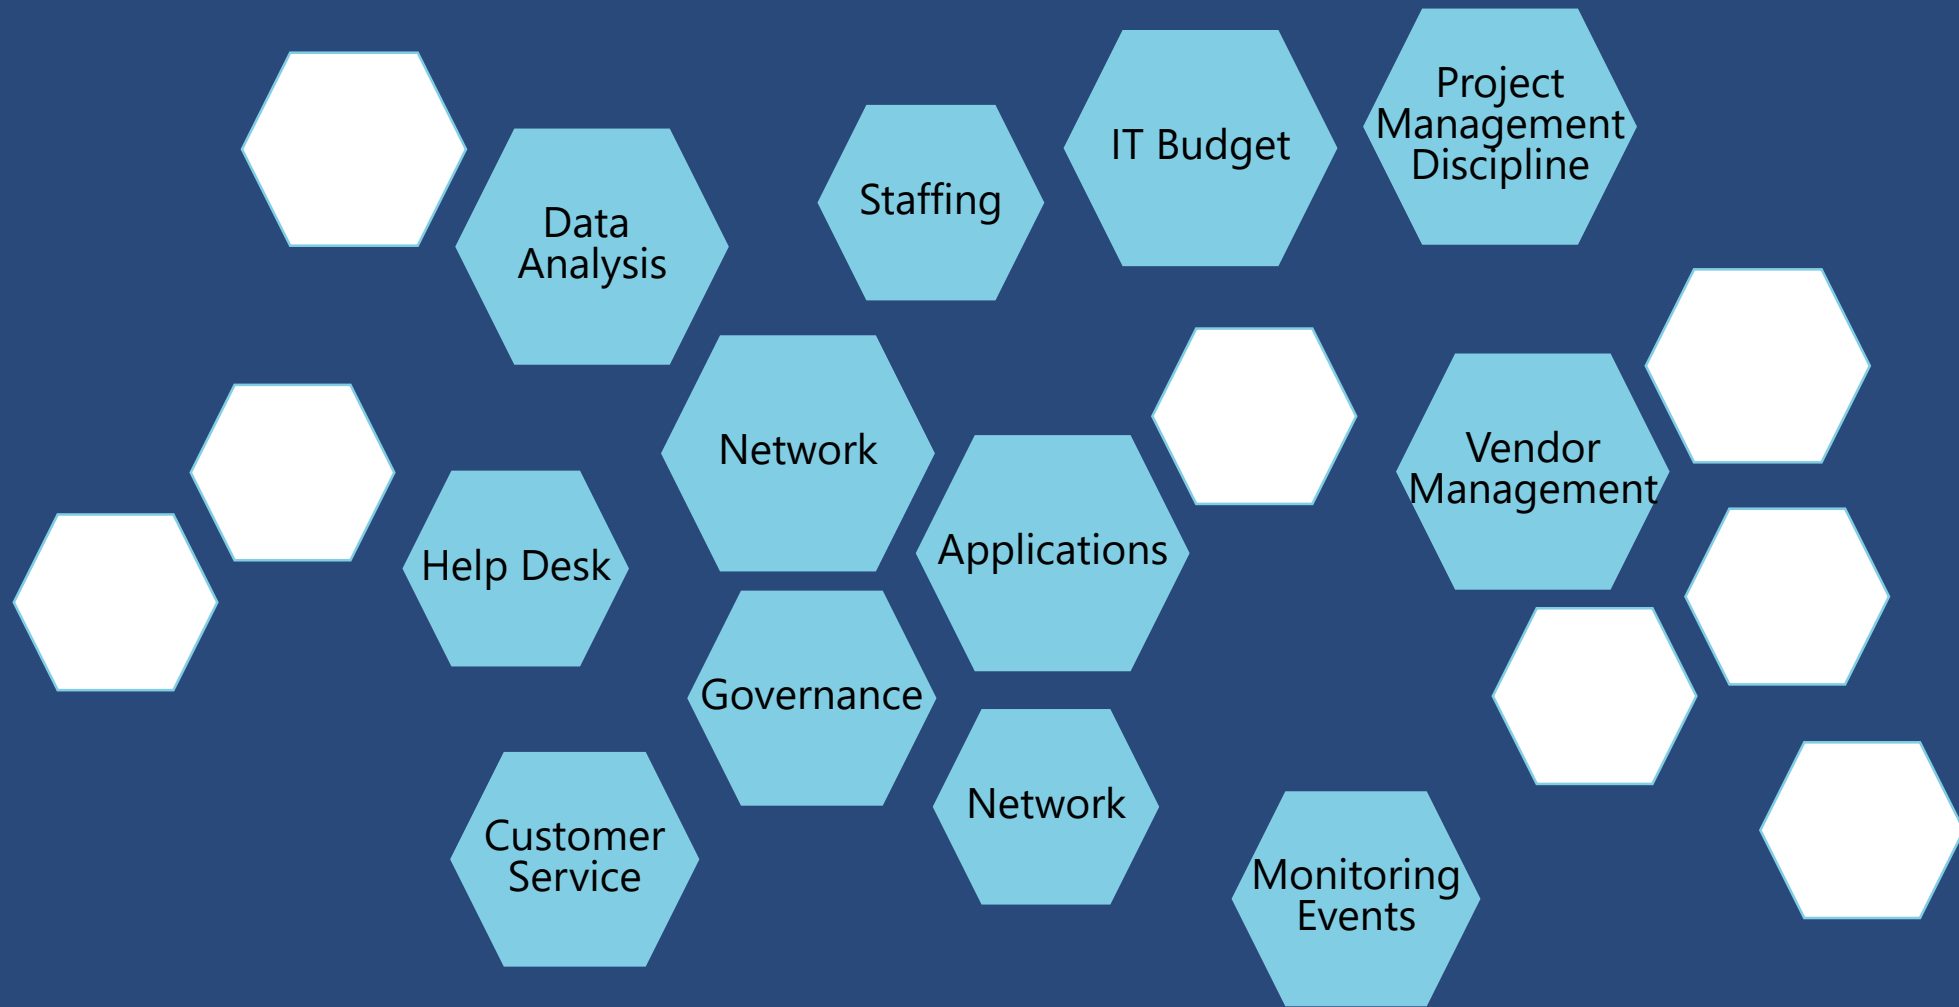 Project
Management
Discipline
IT Budget
Staffing
Data
Analysis
Network
Vendor
Management
Applications
Help Desk
Governance
Network
Customer
Service
Monitoring
Events